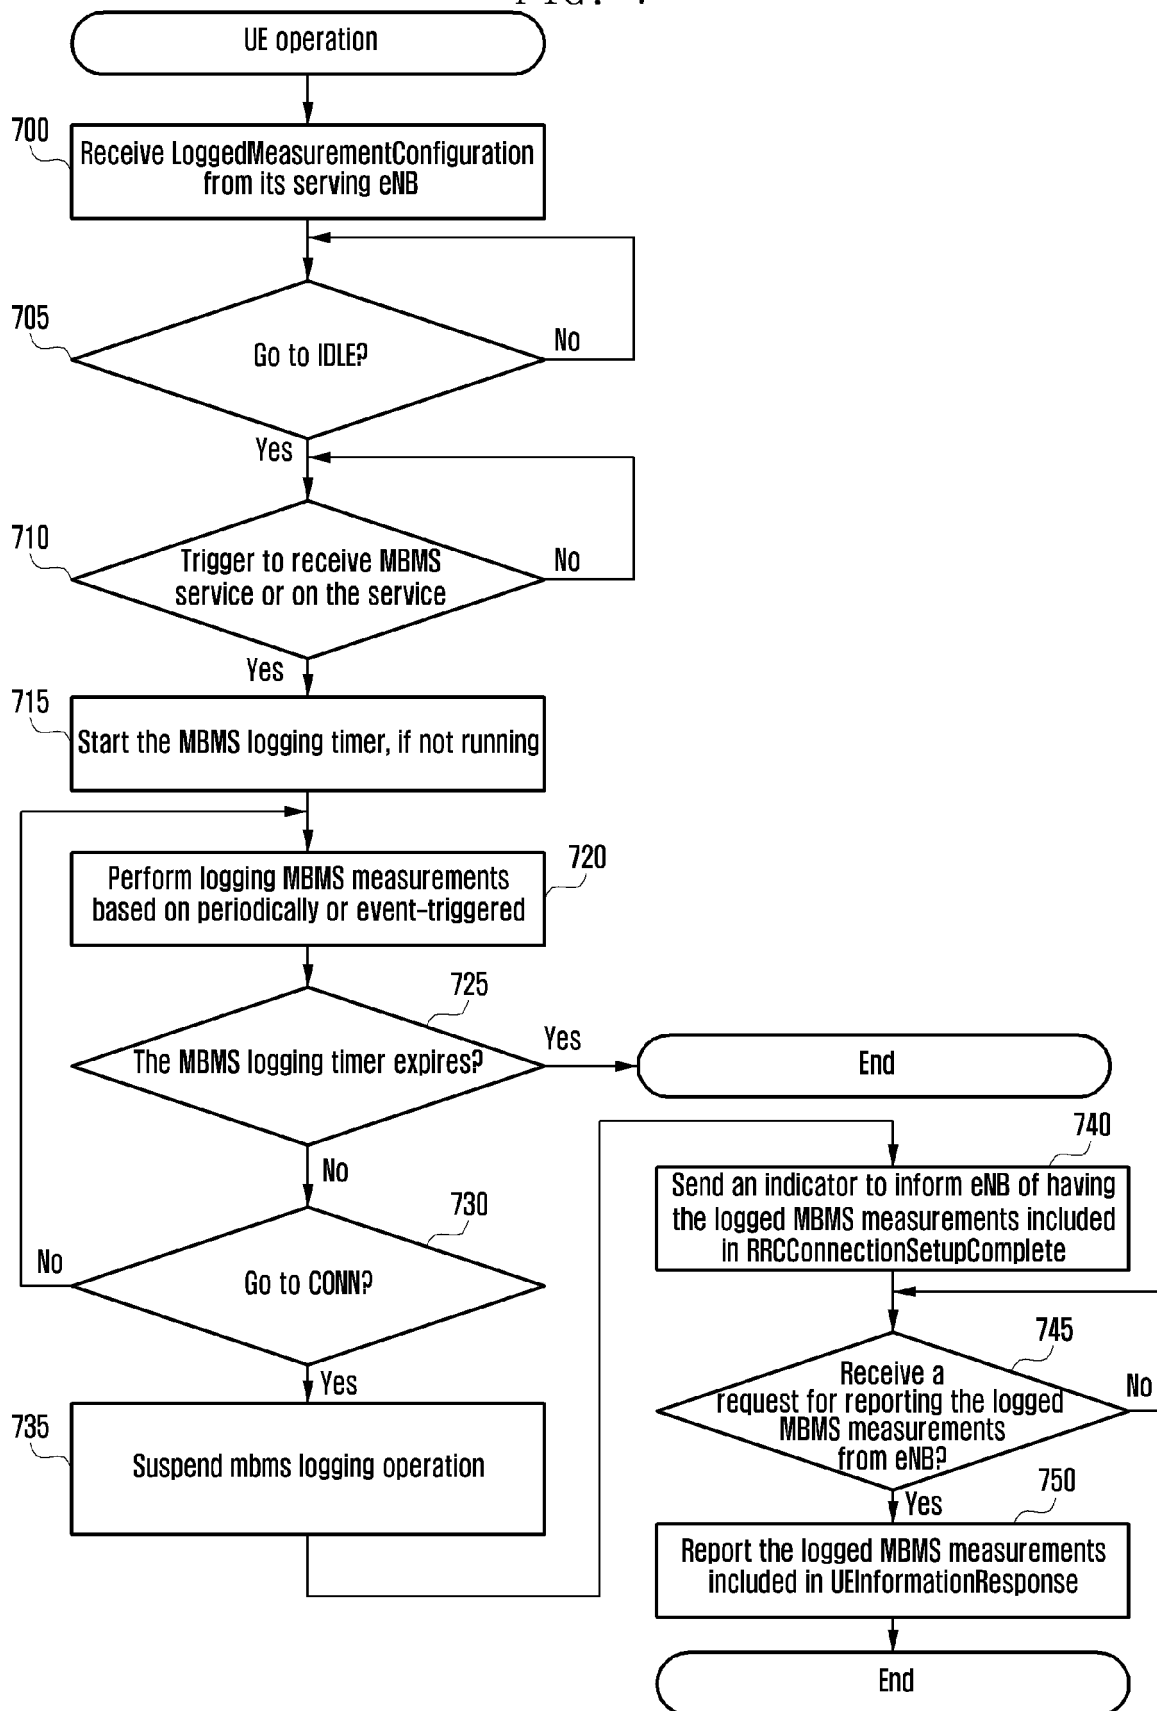 UE operation
700
Receive LoggedMeasurementConfiguration
from its serving eNB
705
Go to IDLE?
No
Yes
710
Trigger to receive MBMS
service or on the service
No
Yes
715
Start the MBMS logging timer, if not running
720
Perform logging MBMS measurements
based on periodically or event-triggered
725
The MBMS logging timer expires?
Yes
End
No
730
Go to CONN?
No
Yes
735
Suspend mbms logging operation
740
Send an indicator to inform eNB of having
the logged MBMS measurements included
in RRCConnectionSetupComplete
745
Receive a
request for reporting the logged
MBMS measurements
from eNB?
No
Yes
750
Report the logged MBMS measurements
included in UEInformationResponse
End